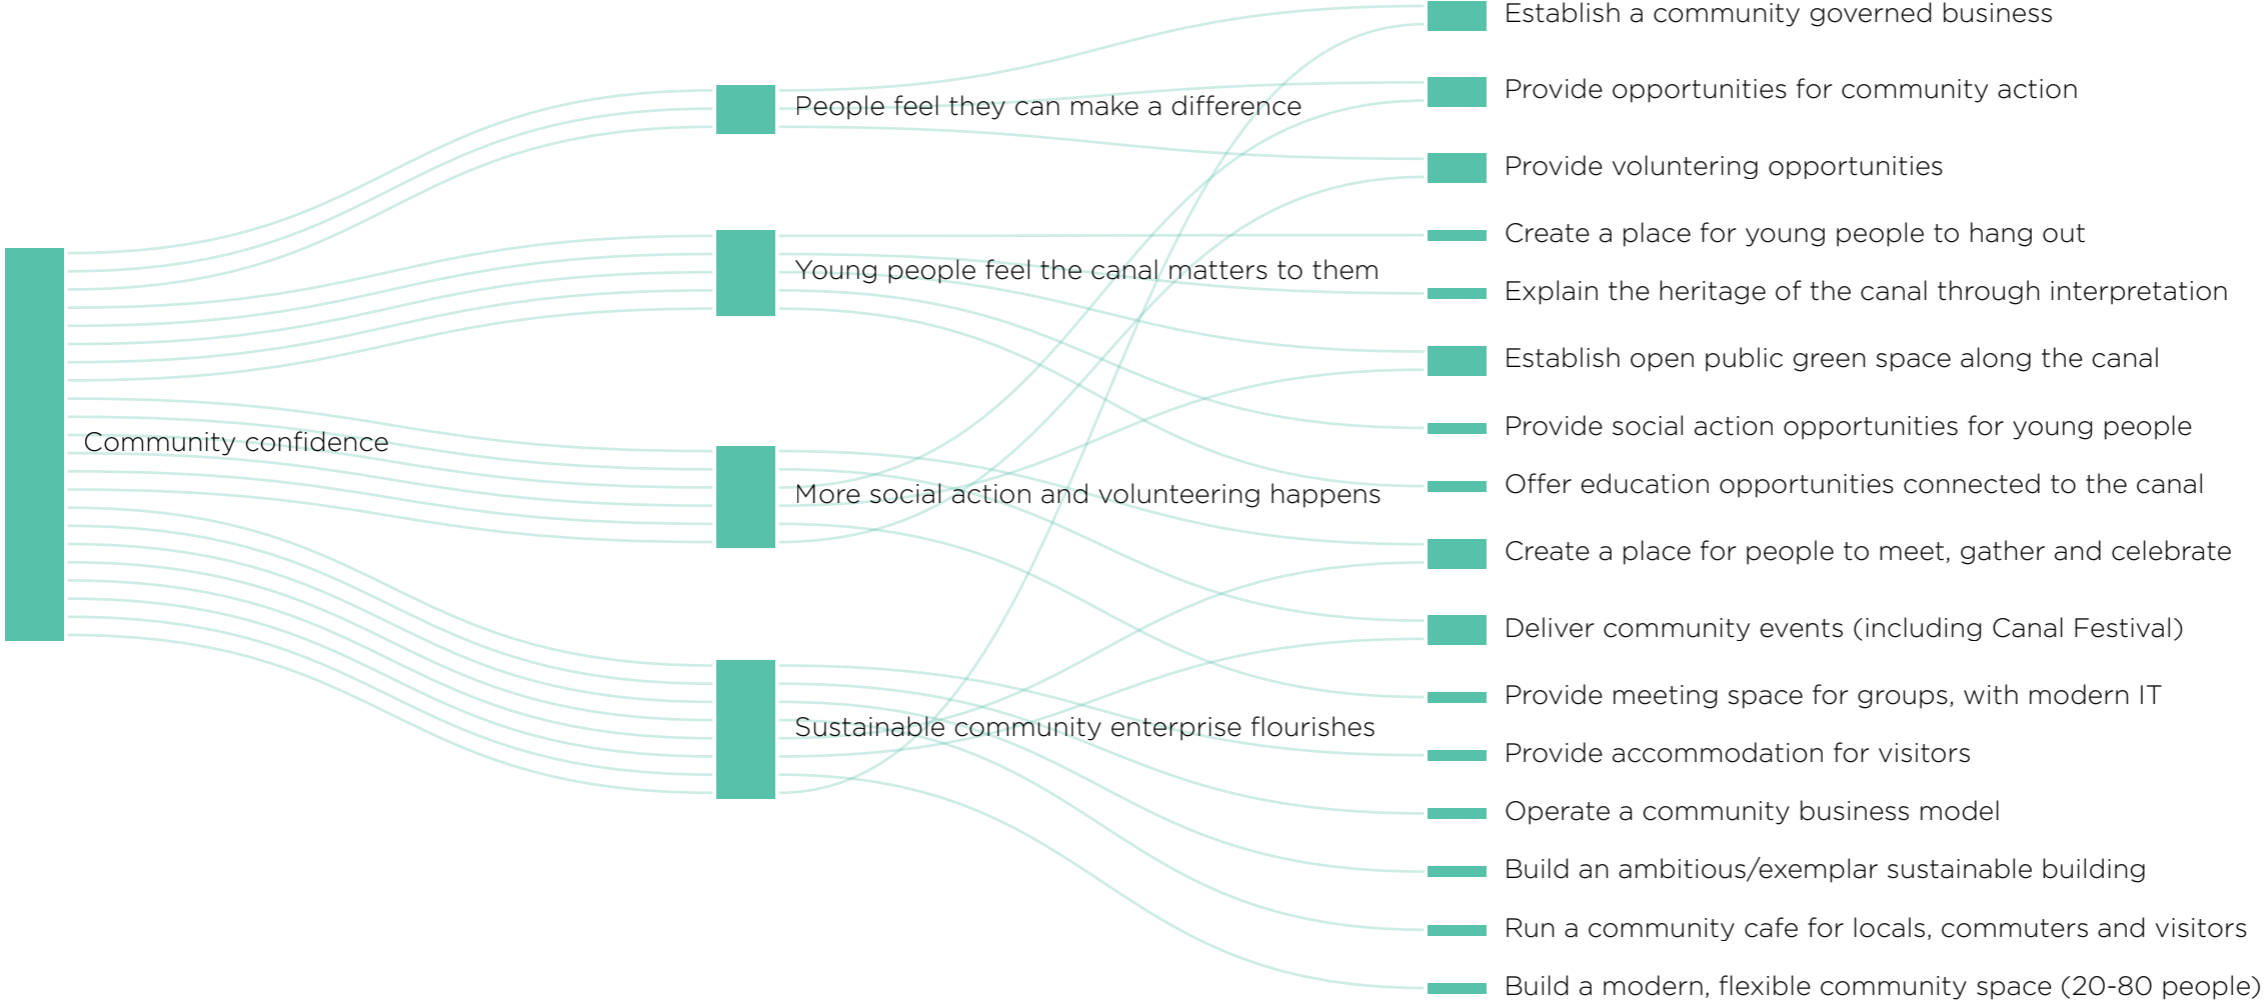 Community confidence
People feel they can make a difference
Young people feel the canal matters to them
More social action and volunteering happens
Sustainable community enterprise flourishes
Establish a community governed business
Provide opportunities for community action
Provide voluntering opportunities
Create a place for young people to hang out
Explain the heritage of the canal through interpretation
Establish open public green space along the canal
Provide social action opportunities for young people
Offer education opportunities connected to the canal
Create a place for people to meet, gather and celebrate
Deliver community events (including Canal Festival)
Provide meeting space for groups, with modern IT
Provide accommodation for visitors
Operate a community business model
Build an ambitious/exemplar sustainable building
Run a community cafe for locals, commuters and visitors
Build a modern, flexible community space (20-80 people)